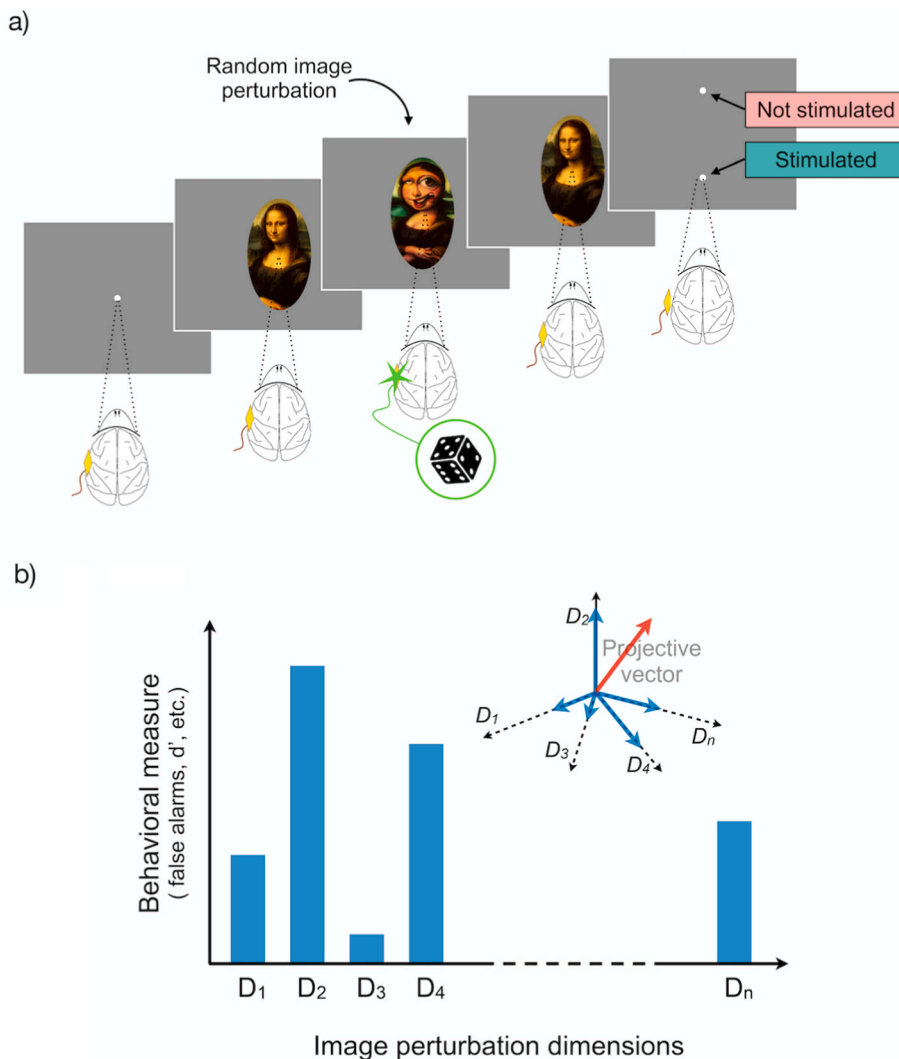 a)
Random image
perturbation
Not stimulated
Stimulated
b)
Behavioral measure
( false alarms, d', etc.)
D1 D2 D3 D4 Dn
Image perturbation dimensions
D2
Projective
vector
D1
D3
D4
Dn